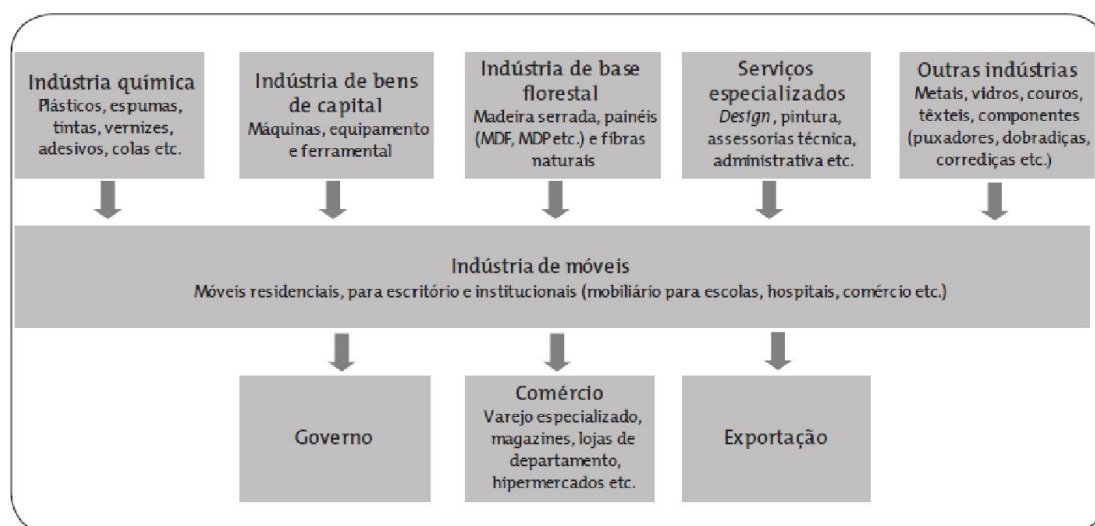 Indústria química
Plásticos, espumas,
tintas, vernizes,
adesivos, colas etc.
Indústria de bens
de capital
Máquinas, equipamento
e ferramental
Indústria de base
florestal
Madeira serrada, painéis
(MDF, MDP etc.) e fibras
naturais
Serviços
especializados
Design, pintura,
assessorias técnica,
administrativa etc.
Outras indústrias
Metais, vidros, couros,
têxteis, componentes
(puxadores, dobradiças,
corrediças etc.)
Indústria de móveis
Móveis residenciais, para escritório e institucionais (mobiliário para escolas, hospitais, comércio etc.)
Governo
Comércio
Varejo especializado,
magazines, lojas de
departamento,
hipermercados etc.
Exportação